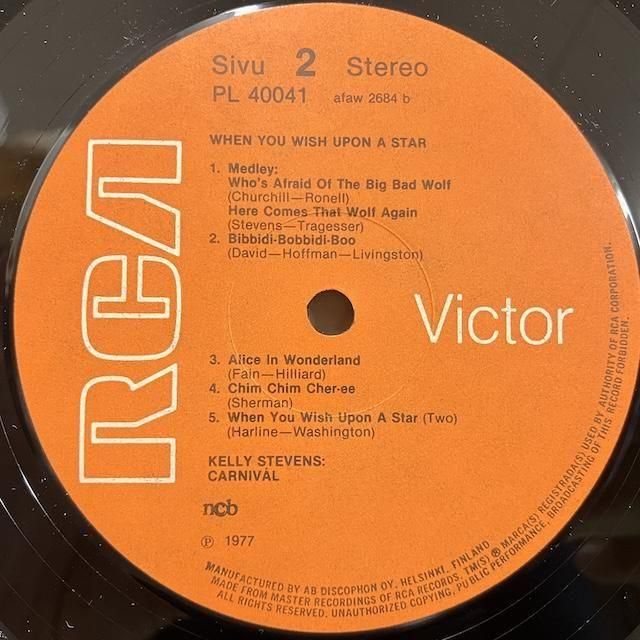 Sivu 2 Stereo
PL 40041 afaw 2684 b
WHEN YOU WISH UPON A STAR
1. Medley:
Who's Afraid Of The Big Bad Wolf
(Churchill—Ronell)
Here Comes That Wolf Again
(Stevens—Tragesser)
2. Bibbidi-Bobbidi-Boo
(David—Hoffman—Livingston)
RCA
Victor
3. Alice In Wonderland
(Fain—Hilliard)
4. Chim Chim Cher-ee
(Sherman)
5. When You Wish Upon A Star (Two)
(Harline—Washington)
KELLY STEVENS:
CARNIVÁL
ncb
Ⓟ 1977
MANUFACTURED BY AB DISCOPHON OY, HELSINKI, FINLAND
MADE FROM MASTER RECORDINGS OF RCA RECORDS, TM(S) ® MARCA(S) REGISTRADA(S) USED BY AUTHORITY OF RCA CORPORATION.
ALL RIGHTS RESERVED. UNAUTHORIZED COPYING, PUBLIC PERFORMANCE, BROADCASTING OF THIS RECORD FORBIDDEN.